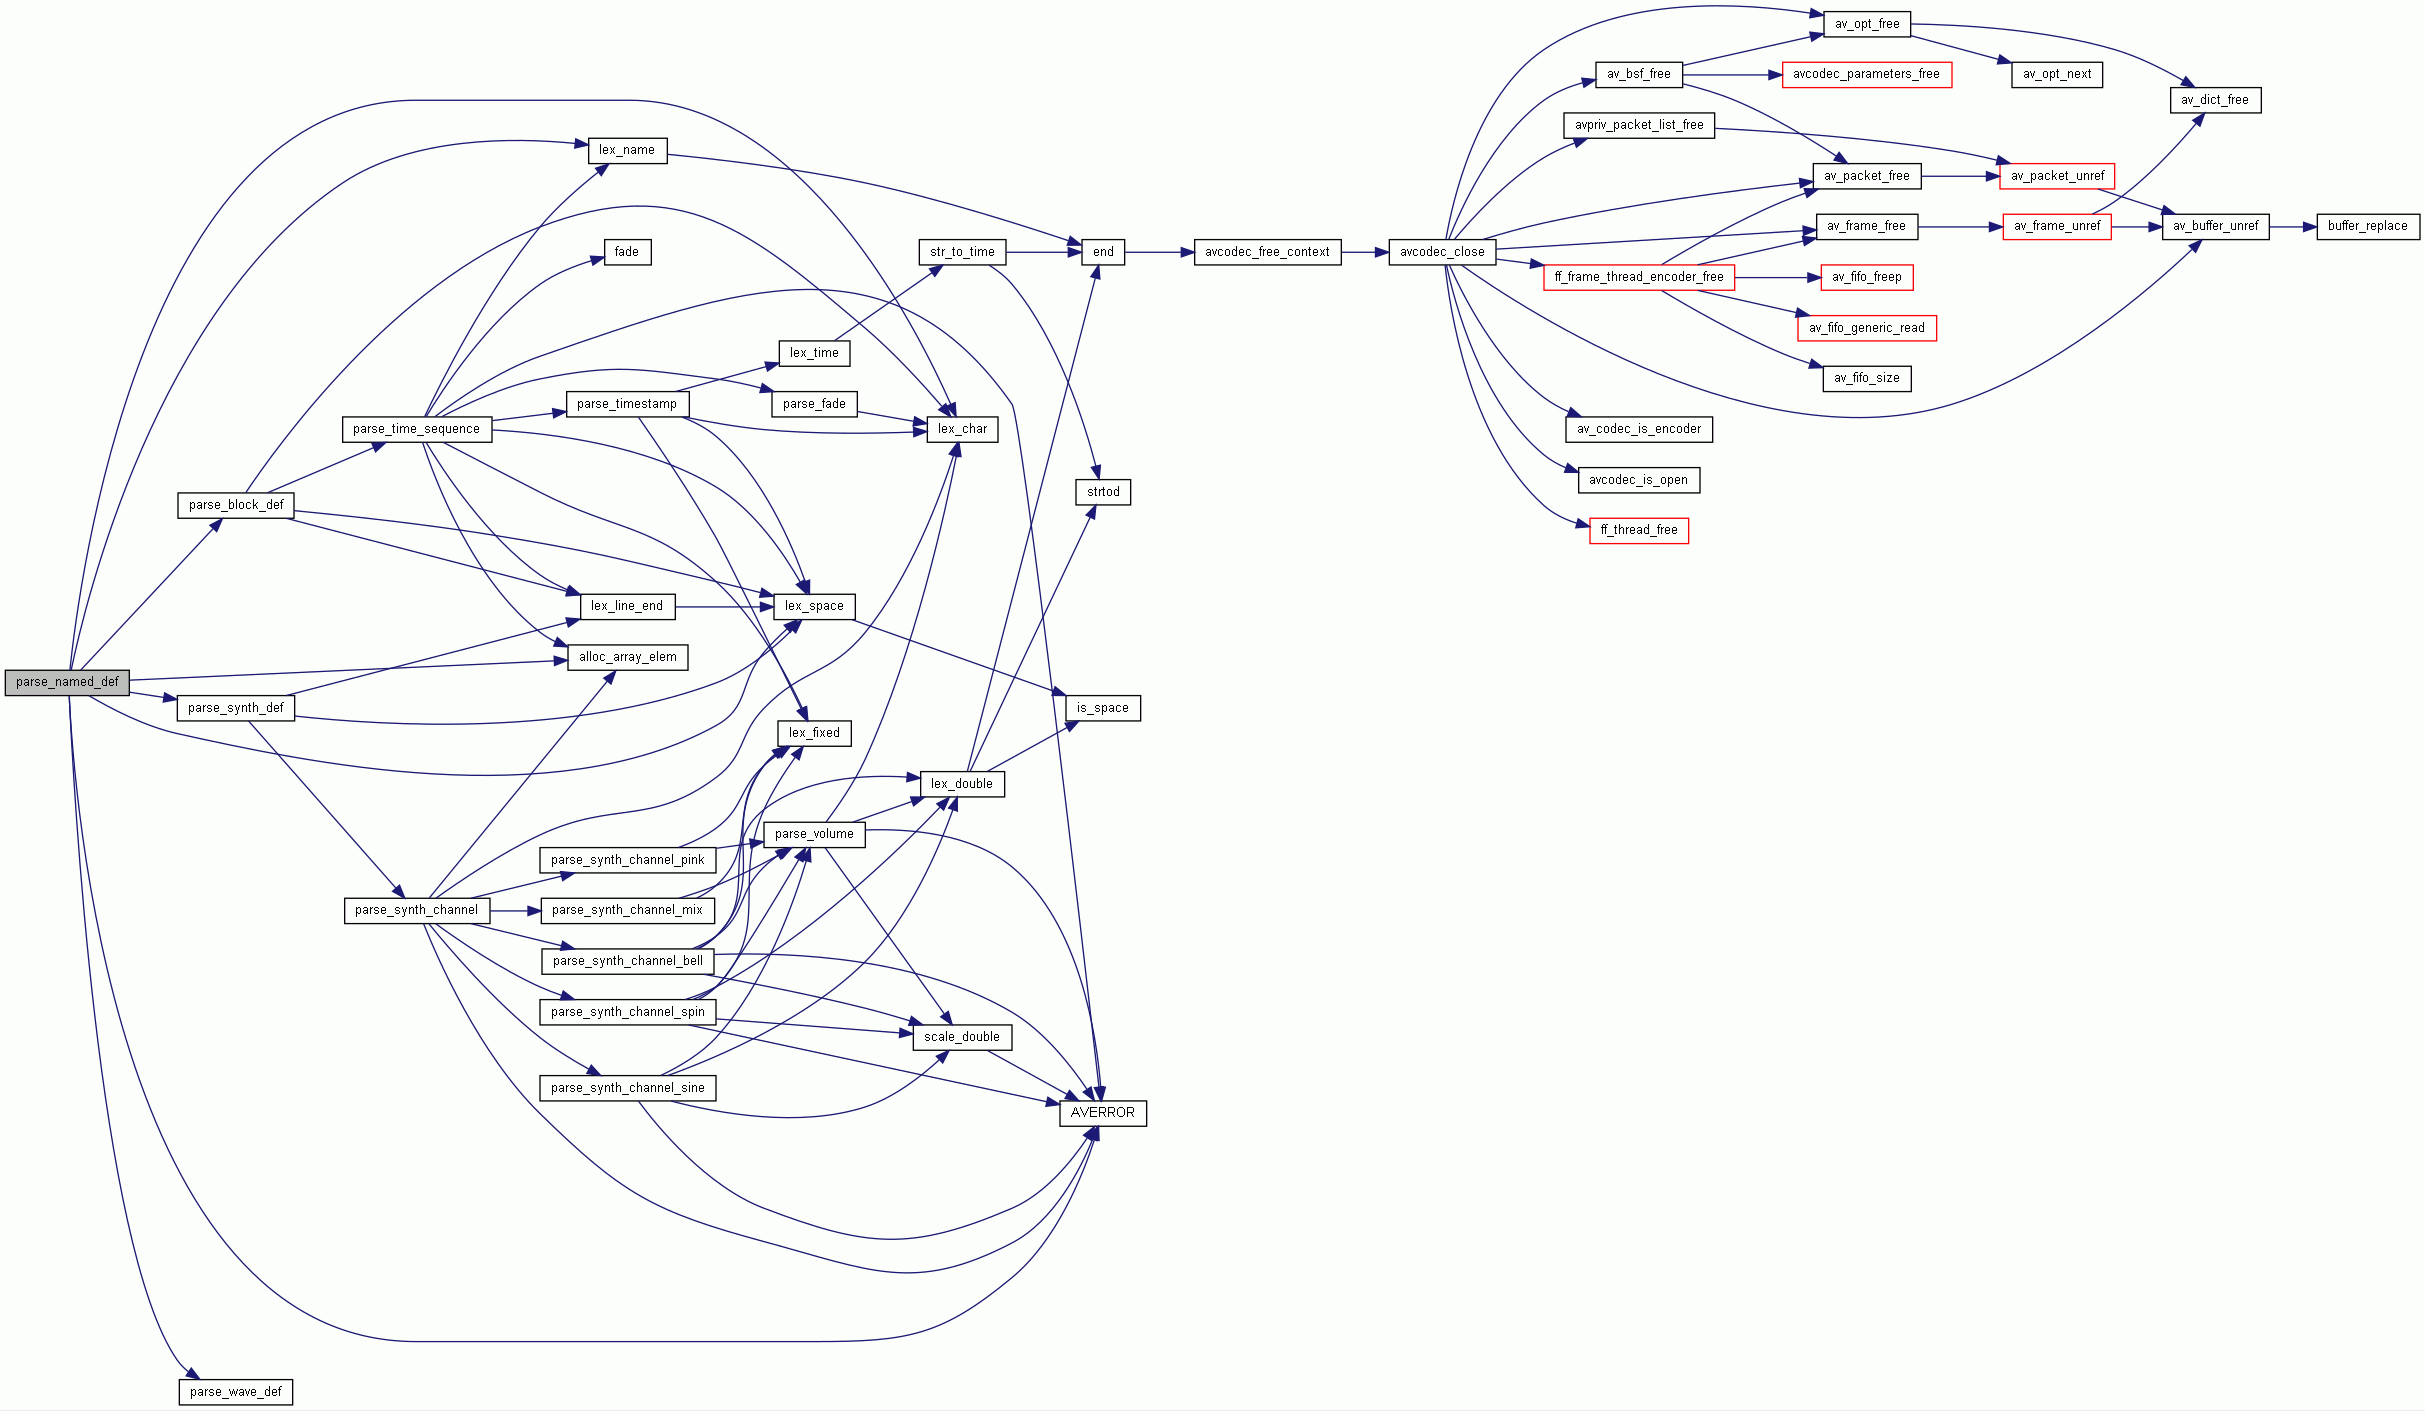 av_opt_free
av_bsf_free
avcodec_parameters_free
av_opt_next
av_dict_free
avpriv_packet_list_free
lex_name
av_packet_free
av_packet_unref
av_frame_free
av_frame_unref
av_buffer_unref
buffer_replace
fade
str_to_time
end
avcodec_free_context
avcodec_close
ff_frame_thread_encoder_free
av_fifo_freep
av_fifo_generic_read
lex_time
av_fifo_size
parse_timestamp
parse_fade
parse_time_sequence
lex_char
av_codec_is_encoder
avcodec_is_open
strtod
parse_block_def
ff_thread_free
lex_line_end
lex_space
alloc_array_elem
parse_named_def
parse_synth_def
is_space
lex_fixed
lex_double
parse_volume
parse_synth_channel_pink
parse_synth_channel
parse_synth_channel_mix
parse_synth_channel_bell
parse_synth_channel_spin
scale_double
parse_synth_channel_sine
AVERROR
parse_wave_def